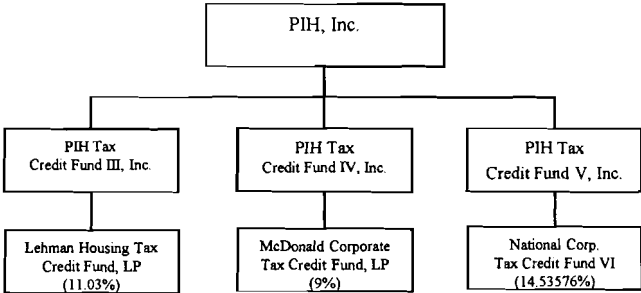 PIH, Inc.
PIH Tax
Credit Fund III, Inc.
PIH Tax
Credit Fund IV, Inc.
PIH Tax
Credit Fund V, Inc.
Lehman Housing Tax
Credit Fund, LP
(11.03%)
McDonald Corporate
Tax Credit Fund, LP
(9%)
National Corp.
Tax Credit Fund VI
(14.53576%)